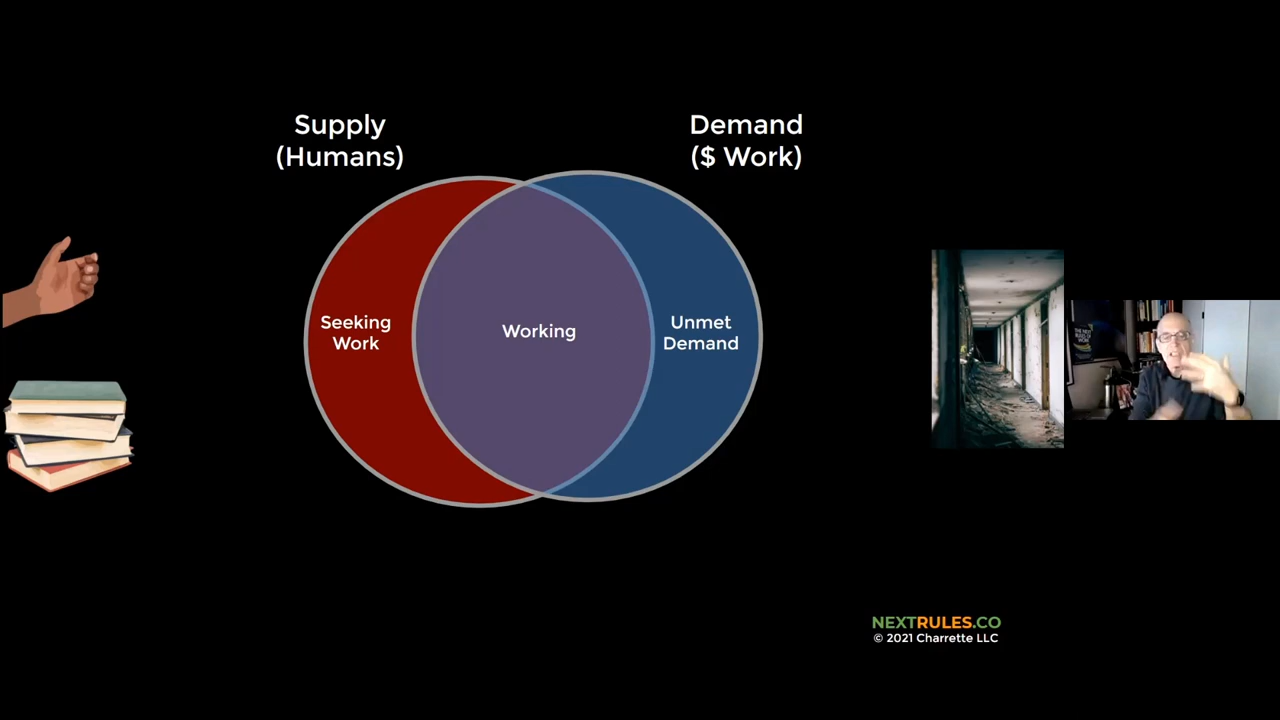 Supply
(Humans)
Demand
($ Work)
Seeking
Work
Working
Unmet
Demand
NEXTRULES.CO
© 2021 Charrette LLC